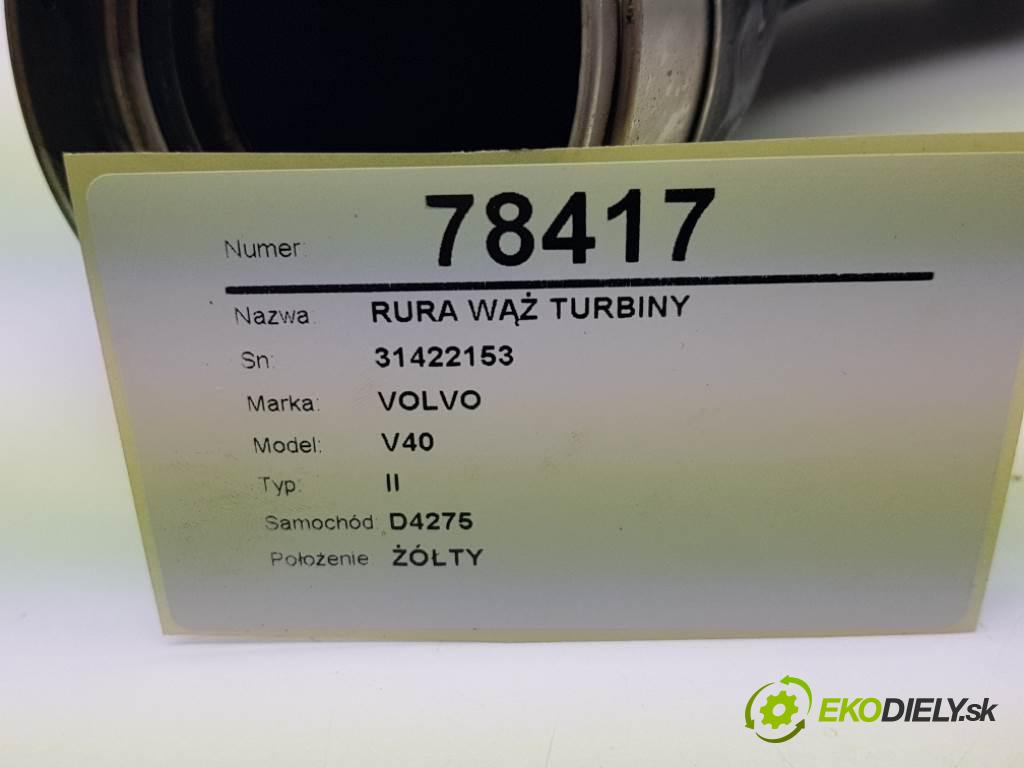 Numer: 78417
Nazwa: RURA WĄŻ TURBINY
Sn: 31422153
Marka: VOLVO
Model: V40
Typ: II
Samochód D4275
Położenie ŻÓŁTY
EKODIELY.sk